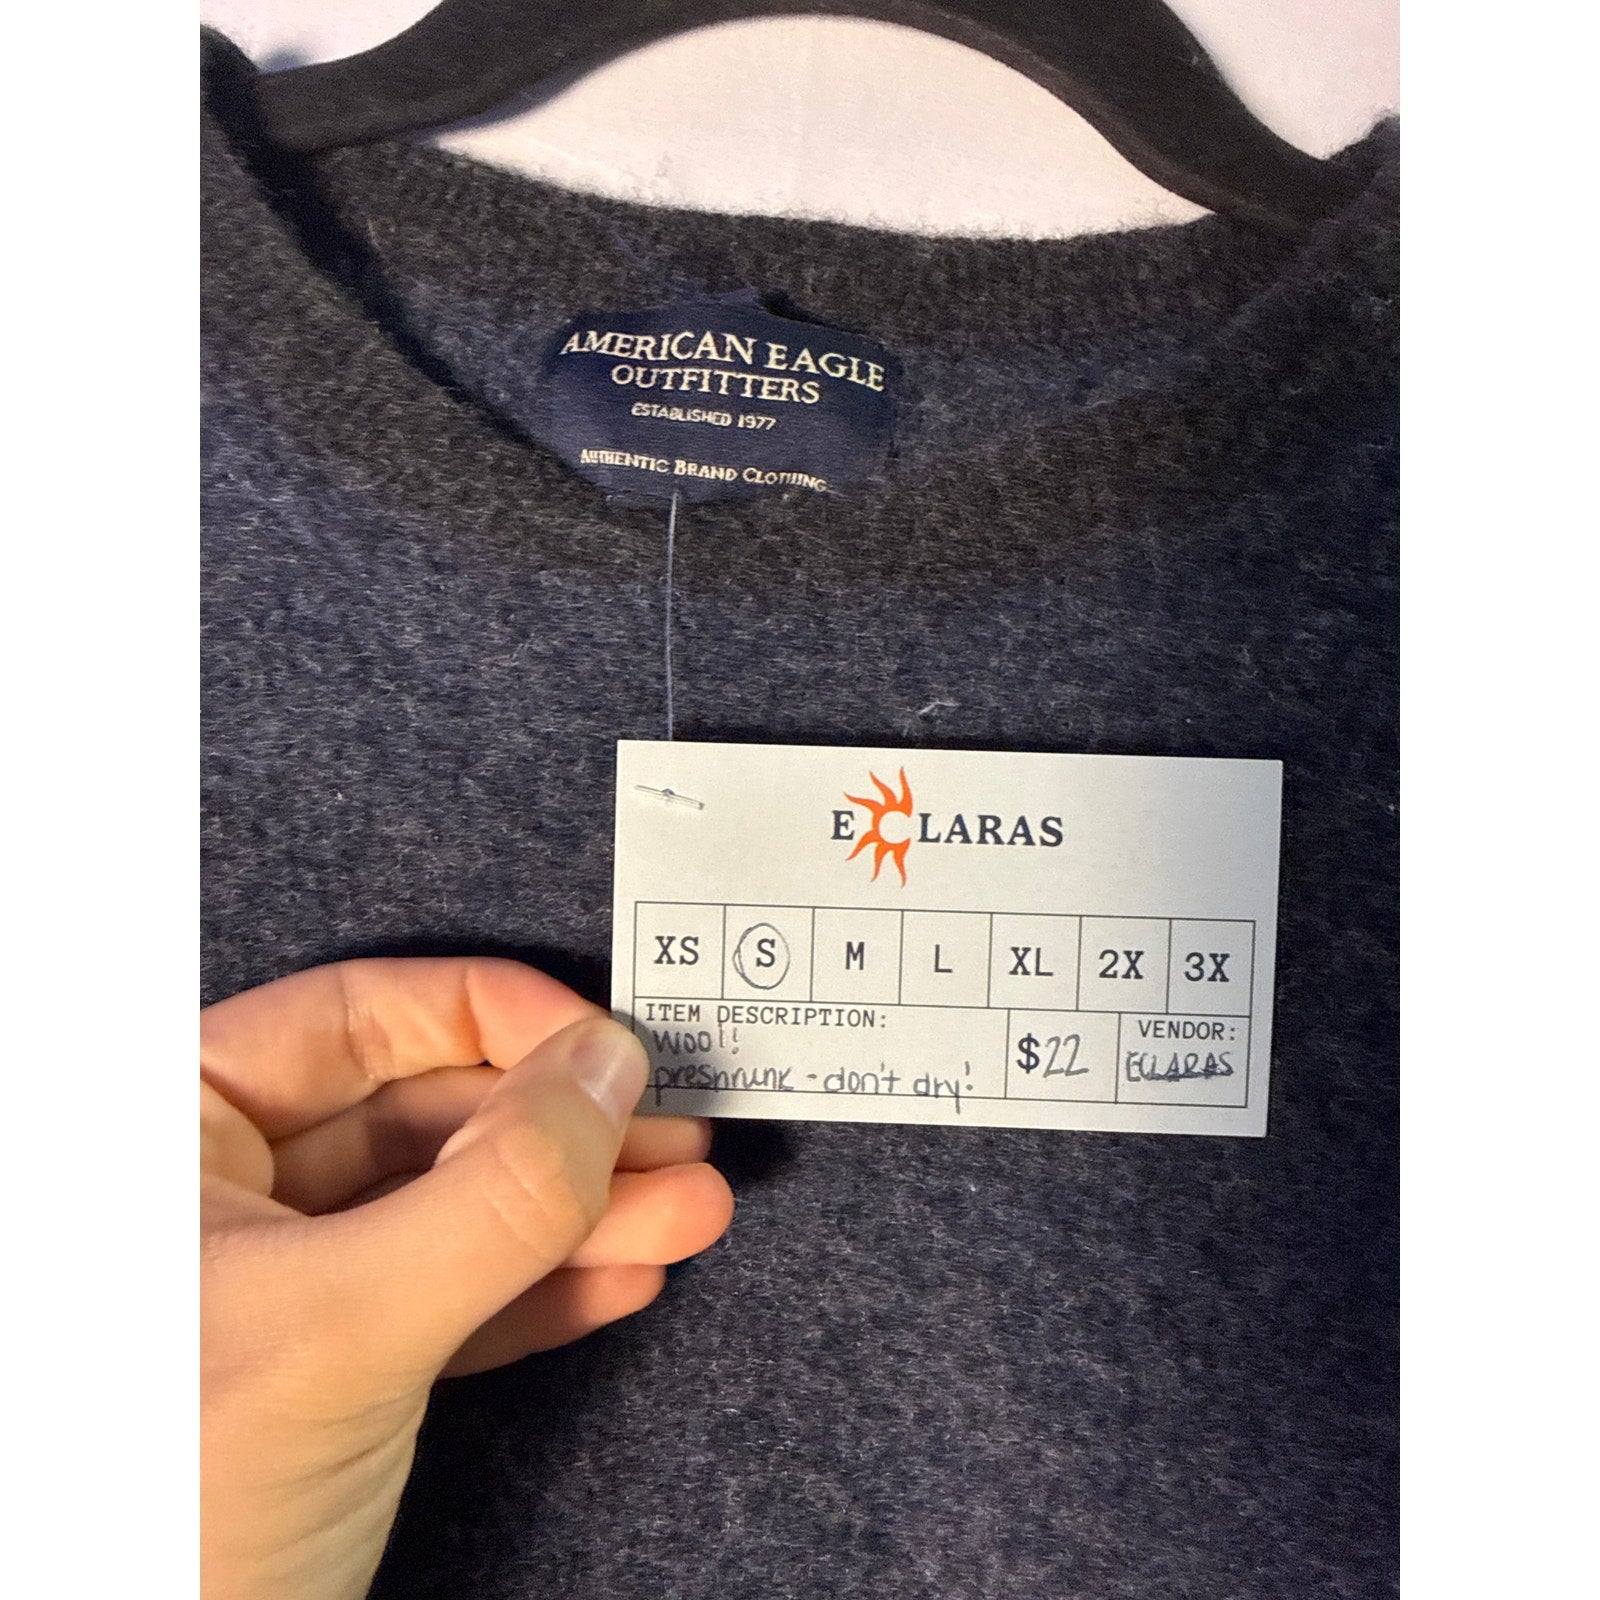 AMERICAN EAGLE
OUTFITTERS
ESTABLISHED 1977
AUTHENTIC BRAND CLOTHING
ECLARAS
XS S M L XL 2X 3X
ITEM DESCRIPTION:
Wool!
preshrunk - don't dry!
$22
VENDOR:
ECLARAS